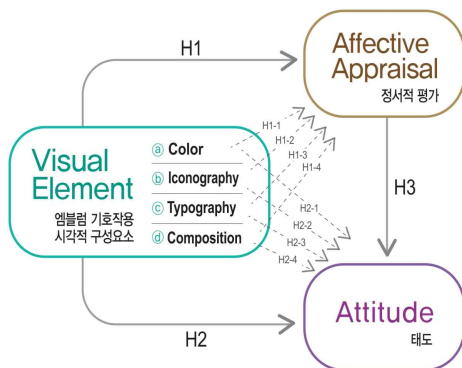 H1
Affective
Appraisal
정서적 평가
H1-1
H1-2
H1-3
H1-4
Visual
Element
엠블럼 기호작용
시각적 구성요소
ⓐ Color
ⓑ Iconography
ⓒ Typography
ⓓ Composition
H2-1
H2-2
H2-3
H2-4
H3
Attitude
태도
H2